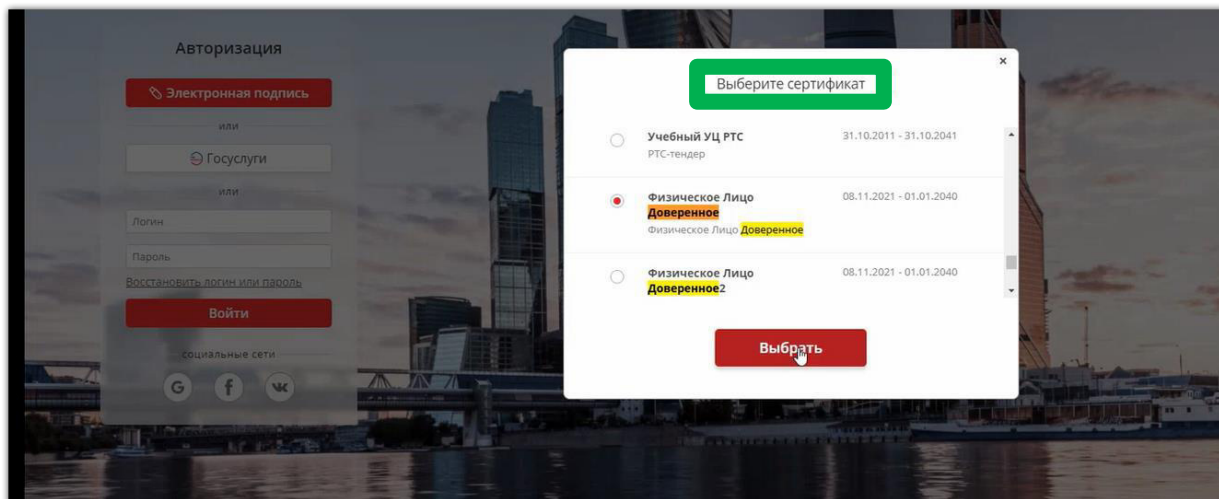 Авторизация
Электронная подпись
или
Госуслуги
или
Логин
Пароль
Восстановить логин или пароль
Войти
социальные сети
G f
Выберите сертификат
×
Учебный УЦ РТС 31.10.2011 - 31.10.2041
РТС-тендер
Физическое Лицо 08.11.2021 - 01.01.2040
Доверенное
Физическое Лицо Доверенное
Физическое Лицо 08.11.2021 - 01.01.2040
Доверенное2
Выбрать